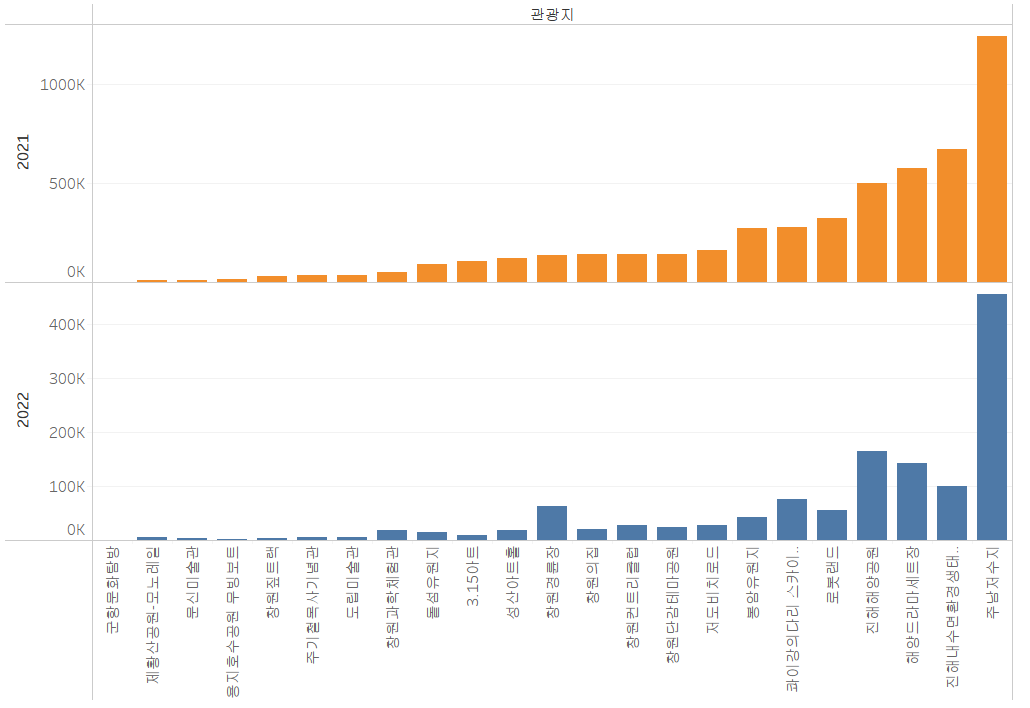 관광지
2021
1000K
500K
0K
2022
400K
300K
200K
100K
0K
군항문화탐방
제황산공원-모노레일
문신미술관
용지호수공원 무빙보트
창원짚트랙
주기철목사기념관
도립미술관
창원과학체험관
돝섬유원지
3.15아트
성산아트홀
창원경륜장
창원의집
창원컨트리클럽
창원단감테마공원
저도비치로드
봉암유원지
콰이강의다리 스카이..
로봇랜드
진해해양공원
해양드라마세트장
진해내수면환경생태..
주남저수지